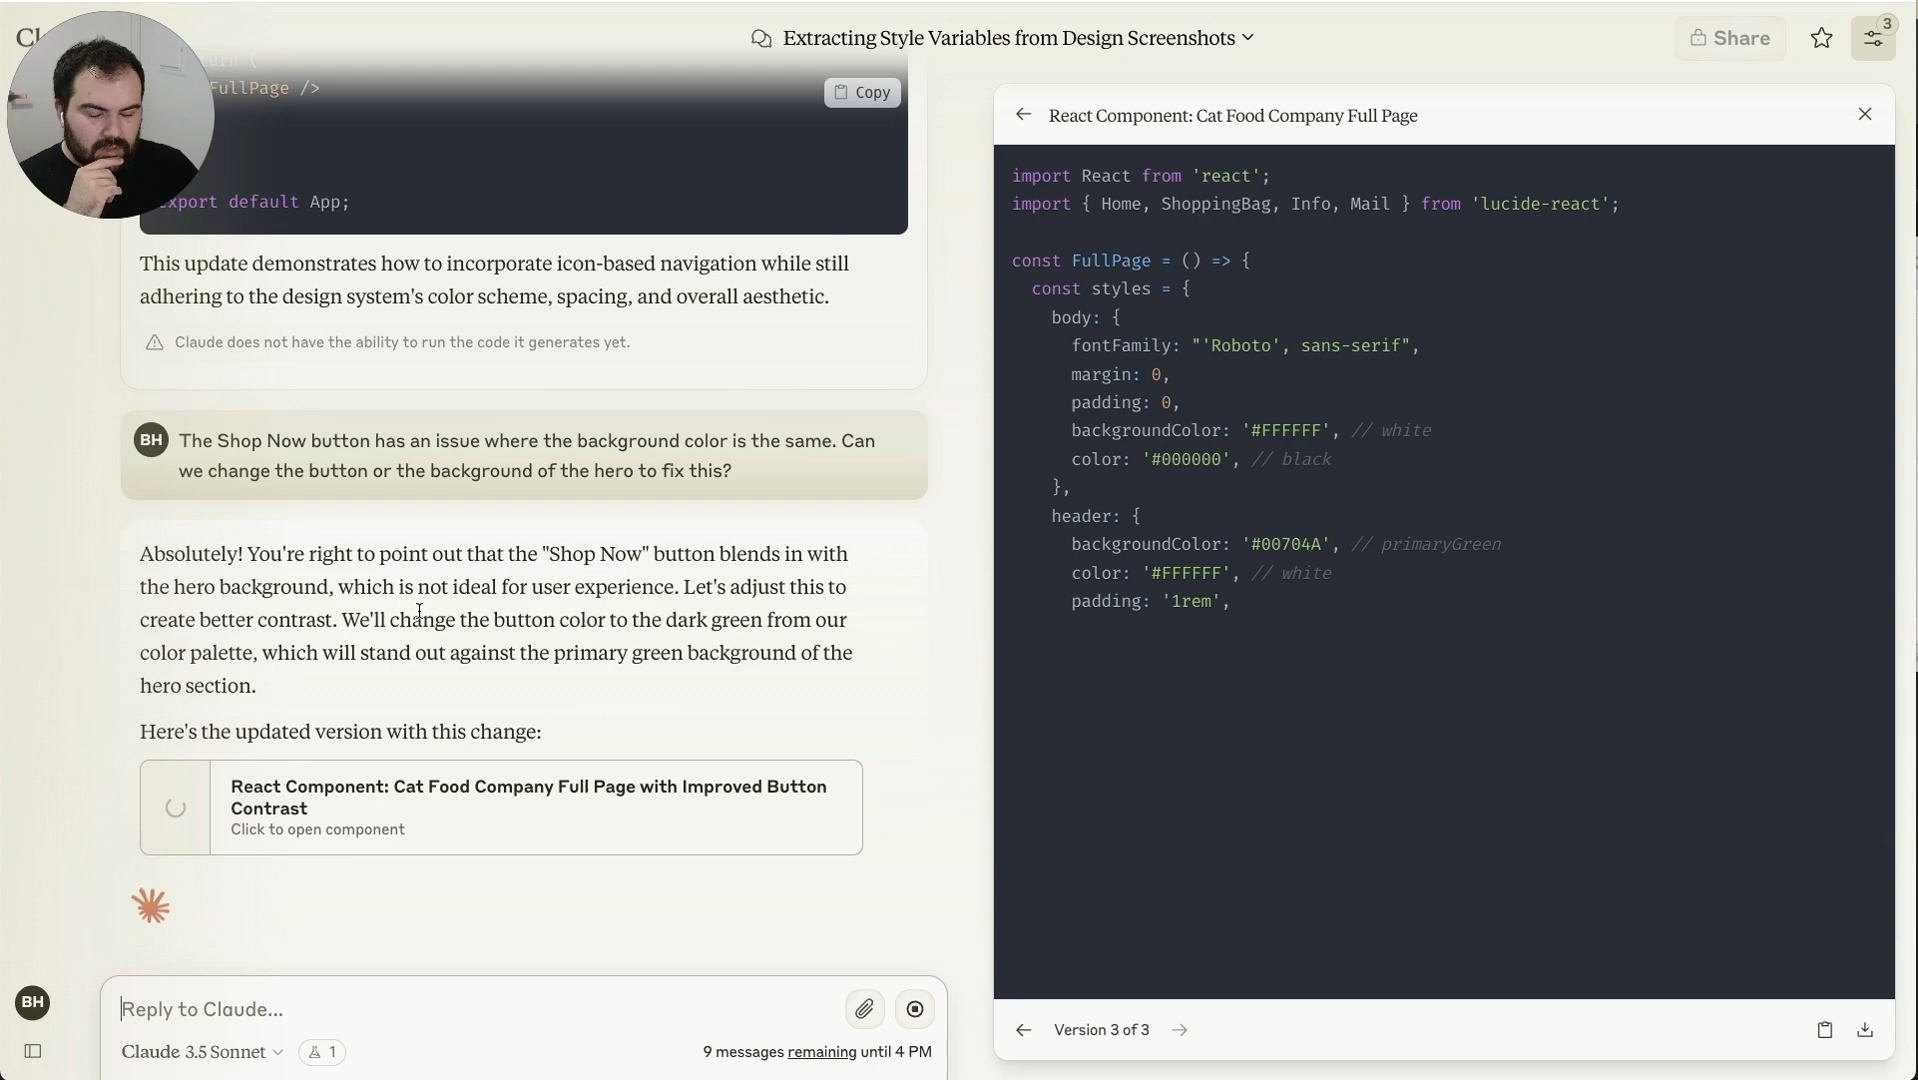 Extracting Style Variables from Design Screenshots
Share
3
FullPage />
Copy
export default App;
This update demonstrates how to incorporate icon-based navigation while still
adhering to the design system's color scheme, spacing, and overall aesthetic.
Claude does not have the ability to run the code it generates yet.
BH
The Shop Now button has an issue where the background color is the same. Can
we change the button or the background of the hero to fix this?
Absolutely! You're right to point out that the "Shop Now" button blends in with
the hero background, which is not ideal for user experience. Let's adjust this to
create better contrast. We'll change the button color to the dark green from our
color palette, which will stand out against the primary green background of the
hero section.
Here's the updated version with this change:
React Component: Cat Food Company Full Page with Improved Button
Contrast
Click to open component
BH
Reply to Claude...
Claude 3.5 Sonnet
1
9 messages remaining until 4 PM
React Component: Cat Food Company Full Page
import React from 'react';
import { Home, ShoppingBag, Info, Mail } from 'lucide-react';
const FullPage = () => {
const styles = {
body: {
fontFamily: "'Roboto', sans-serif",
margin: 0,
padding: 0,
backgroundColor: '#FFFFFF', // white
color: '#000000', // black
},
header: {
backgroundColor: '#00704A', // primaryGreen
color: '#FFFFFF', // white
padding: '1rem',
Version 3 of 3